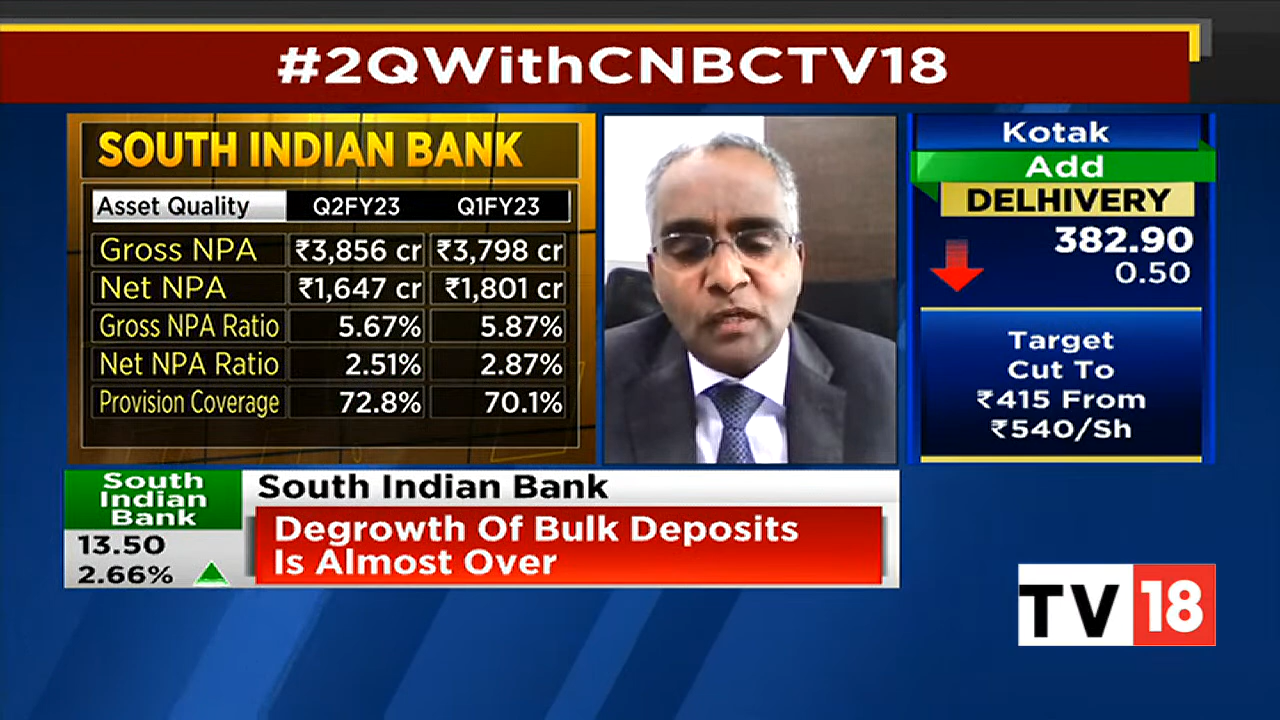 #2QWithCNBCTV18
SOUTH INDIAN BANK
Asset Quality Q2FY23 Q1FY23
Gross NPA ₹3,856 cr ₹3,798 cr
Net NPA ₹1,647 cr ₹1,801 cr
Gross NPA Ratio 5.67% 5.87%
Net NPA Ratio 2.51% 2.87%
Provision Coverage 72.8% 70.1%
Kotak
Add
DELHIVERY
382.90
0.50
Target
Cut To
₹415 From
₹540/Sh
South
Indian
Bank
13.50
2.66%
South Indian Bank
Degrowth Of Bulk Deposits
Is Almost Over
TV18